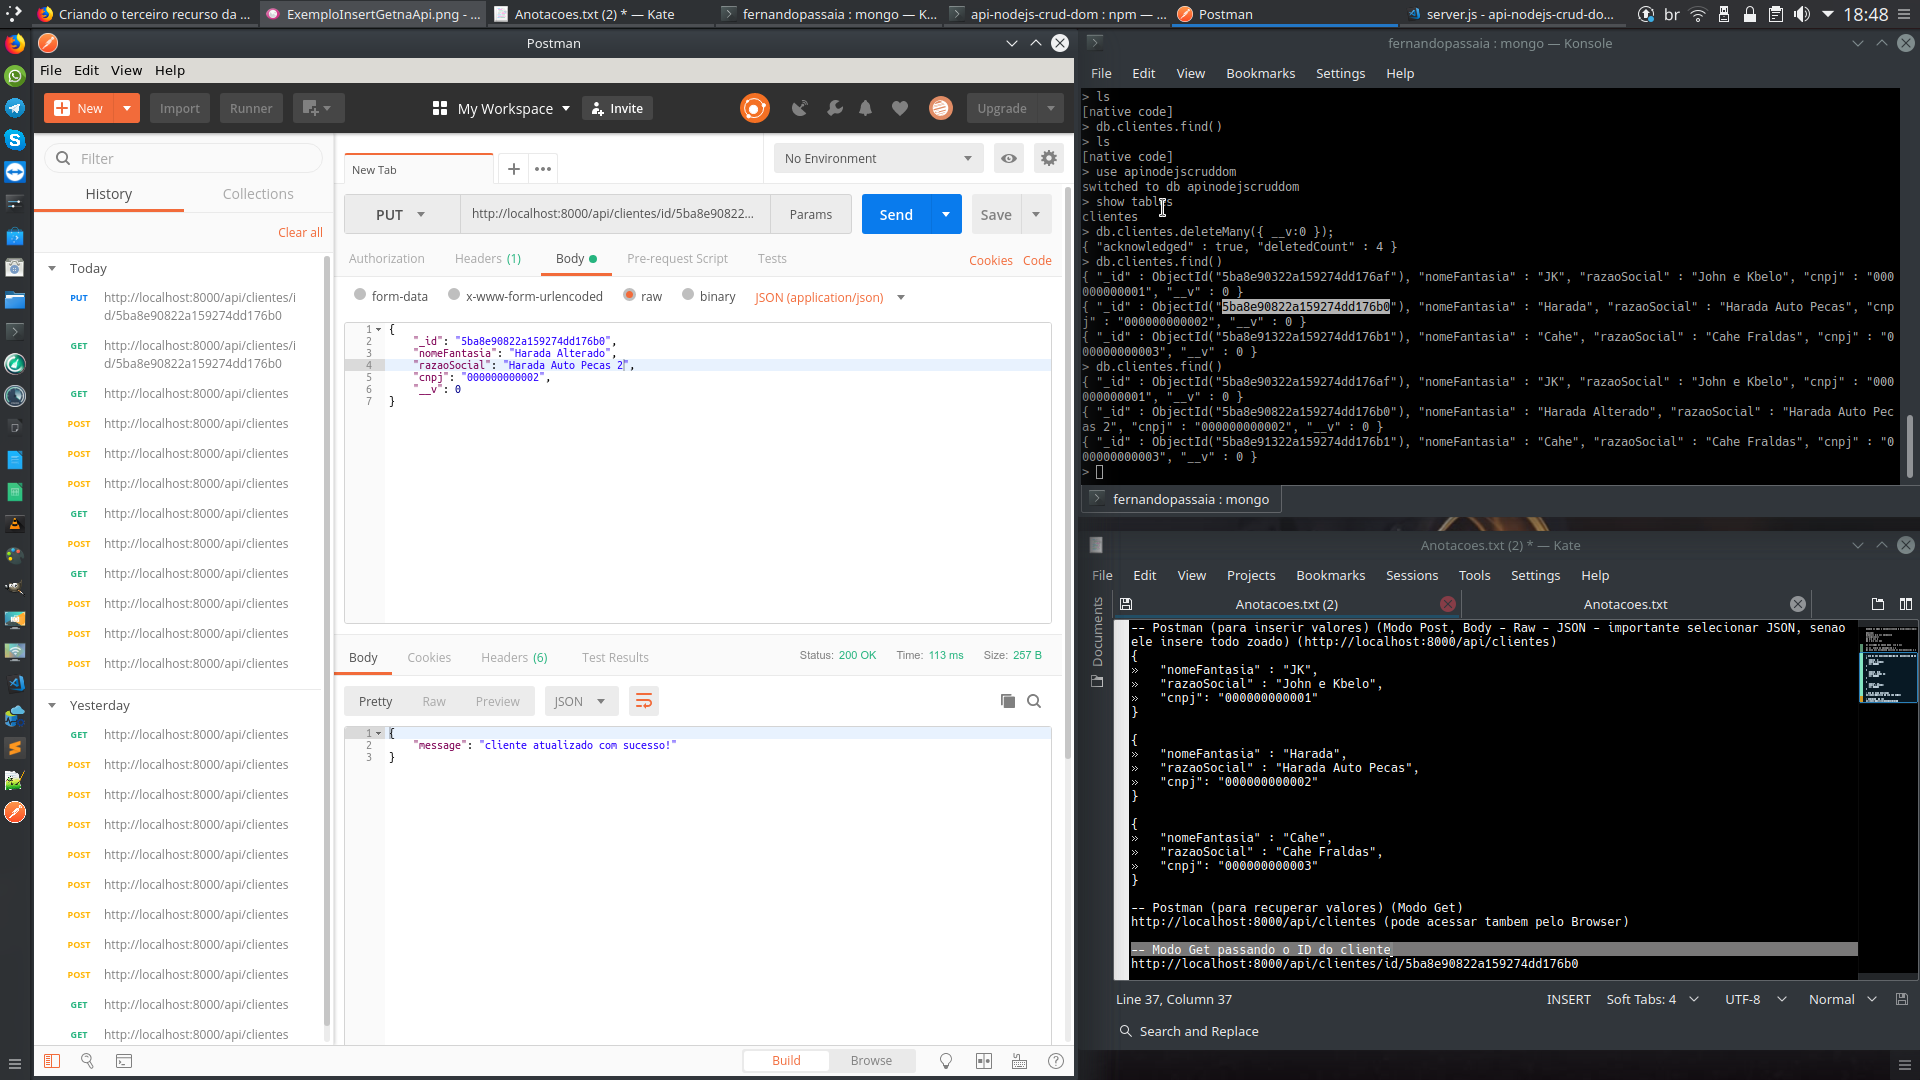 Criando o terceiro recurso da ...
ExemploInsertGetnaApi.png - ...
Anotacoes.txt (2) * — Kate
fernandopassaia : mongo — K...
api-nodejs-crud-dom : npm — ...
Postman
server.js - api-nodejs-crud-do...
br
18:48
Postman
File Edit View Help
New
Import
Runner
My Workspace
Invite
Upgrade
Filter
History
Collections
Clear all
Today
PUT http://localhost:8000/api/clientes/i
d/5ba8e90822a159274dd176b0
GET http://localhost:8000/api/clientes/i
d/5ba8e90822a159274dd176b0
GET http://localhost:8000/api/clientes
POST http://localhost:8000/api/clientes
POST http://localhost:8000/api/clientes
POST http://localhost:8000/api/clientes
GET http://localhost:8000/api/clientes
POST http://localhost:8000/api/clientes
GET http://localhost:8000/api/clientes
POST http://localhost:8000/api/clientes
POST http://localhost:8000/api/clientes
POST http://localhost:8000/api/clientes
Yesterday
GET http://localhost:8000/api/clientes
POST http://localhost:8000/api/clientes
GET http://localhost:8000/api/clientes
POST http://localhost:8000/api/clientes
POST http://localhost:8000/api/clientes
POST http://localhost:8000/api/clientes
POST http://localhost:8000/api/clientes
POST http://localhost:8000/api/clientes
POST http://localhost:8000/api/clientes
GET http://localhost:8000/api/clientes
GET http://localhost:8000/api/clientes
New Tab
No Environment
PUT
http://localhost:8000/api/clientes/id/5ba8e90822...
Params
Send
Save
Authorization
Headers (1)
Body
Pre-request Script
Tests
Cookies
Code
form-data
x-www-form-urlencoded
raw
binary
JSON (application/json)
1 {
2 "_id": "5ba8e90822a159274dd176b0",
3 "nomeFantasia": "Harada Alterado",
4 "razaoSocial": "Harada Auto Pecas 2",
5 "cnpj": "000000000002",
6 "__v": 0
7 }
Body
Cookies
Headers (6)
Test Results
Status: 200 OK
Time: 113 ms
Size: 257 B
Pretty
Raw
Preview
JSON
1 {
2 "message": "cliente atualizado com sucesso!"
3 }
Build
Browse
fernandopassaia : mongo — Konsole
File Edit View Bookmarks Settings Help
> ls
[native code]
> db.clientes.find()
> ls
[native code]
> use apinodejscruddom
switched to db apinodejscruddom
> show tables
clientes
> db.clientes.deleteMany({ __v:0 });
{ "acknowledged" : true, "deletedCount" : 4 }
> db.clientes.find()
{ "_id" : ObjectId("5ba8e90322a159274dd176af"), "nomeFantasia" : "JK", "razaoSocial" : "John e Kbelo", "cnpj" : "000
000000001", "__v" : 0 }
{ "_id" : ObjectId("5ba8e90822a159274dd176b0"), "nomeFantasia" : "Harada", "razaoSocial" : "Harada Auto Pecas", "cnp
j" : "000000000002", "__v" : 0 }
{ "_id" : ObjectId("5ba8e91322a159274dd176b1"), "nomeFantasia" : "Cahe", "razaoSocial" : "Cahe Fraldas", "cnpj" : "0
00000000003", "__v" : 0 }
> db.clientes.find()
{ "_id" : ObjectId("5ba8e90322a159274dd176af"), "nomeFantasia" : "JK", "razaoSocial" : "John e Kbelo", "cnpj" : "000
000000001", "__v" : 0 }
{ "_id" : ObjectId("5ba8e90822a159274dd176b0"), "nomeFantasia" : "Harada Alterado", "razaoSocial" : "Harada Auto Pec
as 2", "cnpj" : "000000000002", "__v" : 0 }
{ "_id" : ObjectId("5ba8e91322a159274dd176b1"), "nomeFantasia" : "Cahe", "razaoSocial" : "Cahe Fraldas", "cnpj" : "0
00000000003", "__v" : 0 }
>
fernandopassaia : mongo
Anotacoes.txt (2) * — Kate
File Edit View Projects Bookmarks Sessions Tools Settings Help
Documents
Anotacoes.txt (2)
Anotacoes.txt
-- Postman (para inserir valores) (Modo Post, Body - Raw - JSON - importante selecionar JSON, senao
ele insere todo zoado) (http://localhost:8000/api/clientes)
{
» "nomeFantasia" : "JK",
» "razaoSocial" : "John e Kbelo",
» "cnpj": "000000000001"
}
{
» "nomeFantasia" : "Harada",
» "razaoSocial" : "Harada Auto Pecas",
» "cnpj": "000000000002"
}
{
» "nomeFantasia" : "Cahe",
» "razaoSocial" : "Cahe Fraldas",
» "cnpj": "000000000003"
}
-- Postman (para recuperar valores) (Modo Get)
http://localhost:8000/api/clientes (pode acessar tambem pelo Browser)
-- Modo Get passando o ID do cliente
http://localhost:8000/api/clientes/id/5ba8e90822a159274dd176b0
Line 37, Column 37
INSERT
Soft Tabs: 4
UTF-8
Normal
Search and Replace